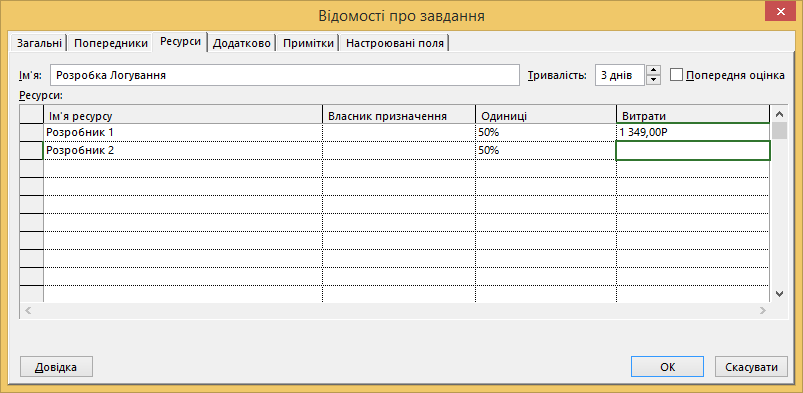 Відомості про завдання
Загальні Попередники Ресурси Додатково Примітки Настроювані поля
Ім'я: Розробка Логування Тривалість: 3 днів Попередня оцінка
Ресурси:
Ім'я ресурсу Власник призначення Одиниці Витрати
Розробник 1 50% 1 349,00Р
Розробник 2 50%
Довідка ОК Скасувати